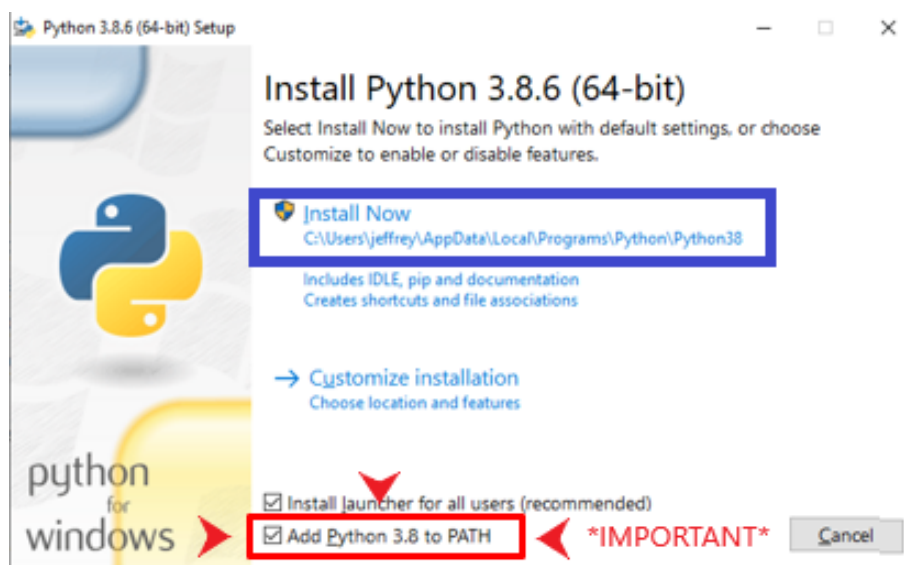 Python 3.8.6 (64-bit) Setup
Install Python 3.8.6 (64-bit)
Select Install Now to install Python with default settings, or choose
Customize to enable or disable features.
Install Now
C:\Users\jeffrey\AppData\Local\Programs\Python\Python38
Includes IDLE, pip and documentation
Creates shortcuts and file associations
Customize installation
Choose location and features
python
for
windows
Install launcher for all users (recommended)
Add Python 3.8 to PATH
*IMPORTANT*
Cancel